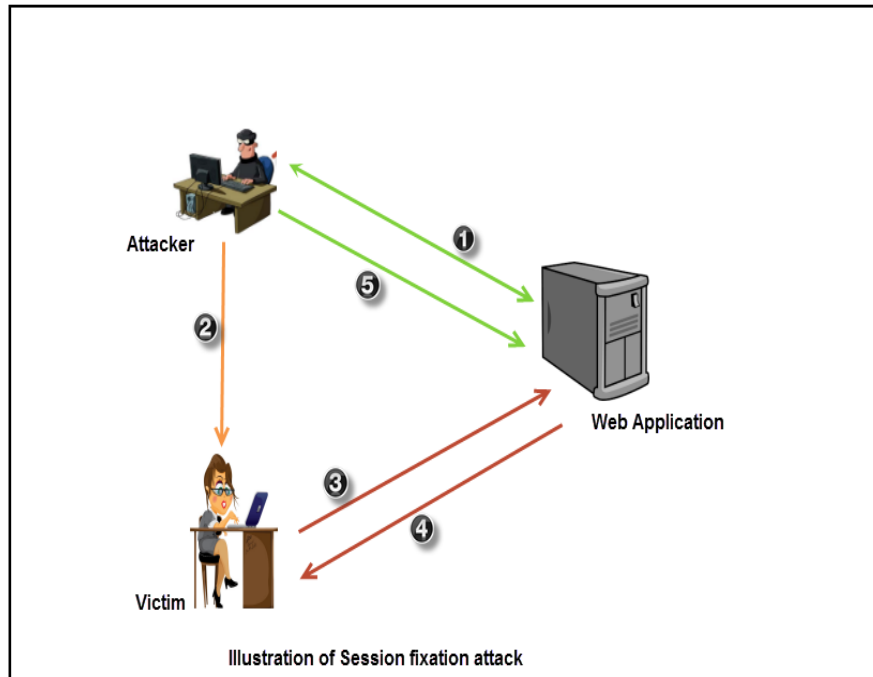 Attacker
1
5
2
Web Application
3
4
Victim
Illustration of Session fixation attack